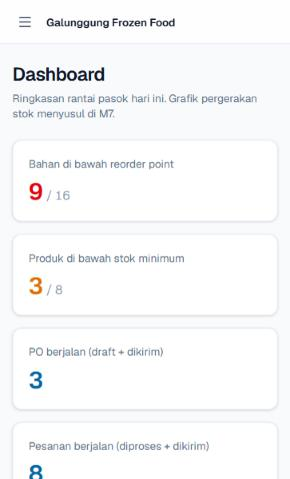 Galunggung Frozen Food
Dashboard
Ringkasan rantai pasok hari ini. Grafik pergerakan
stok menyusul di M7.
Bahan di bawah reorder point
9 / 16
Produk di bawah stok minimum
3 / 8
PO berjalan (draft + dikirim)
3
Pesanan berjalan (diproses + dikirim)
8